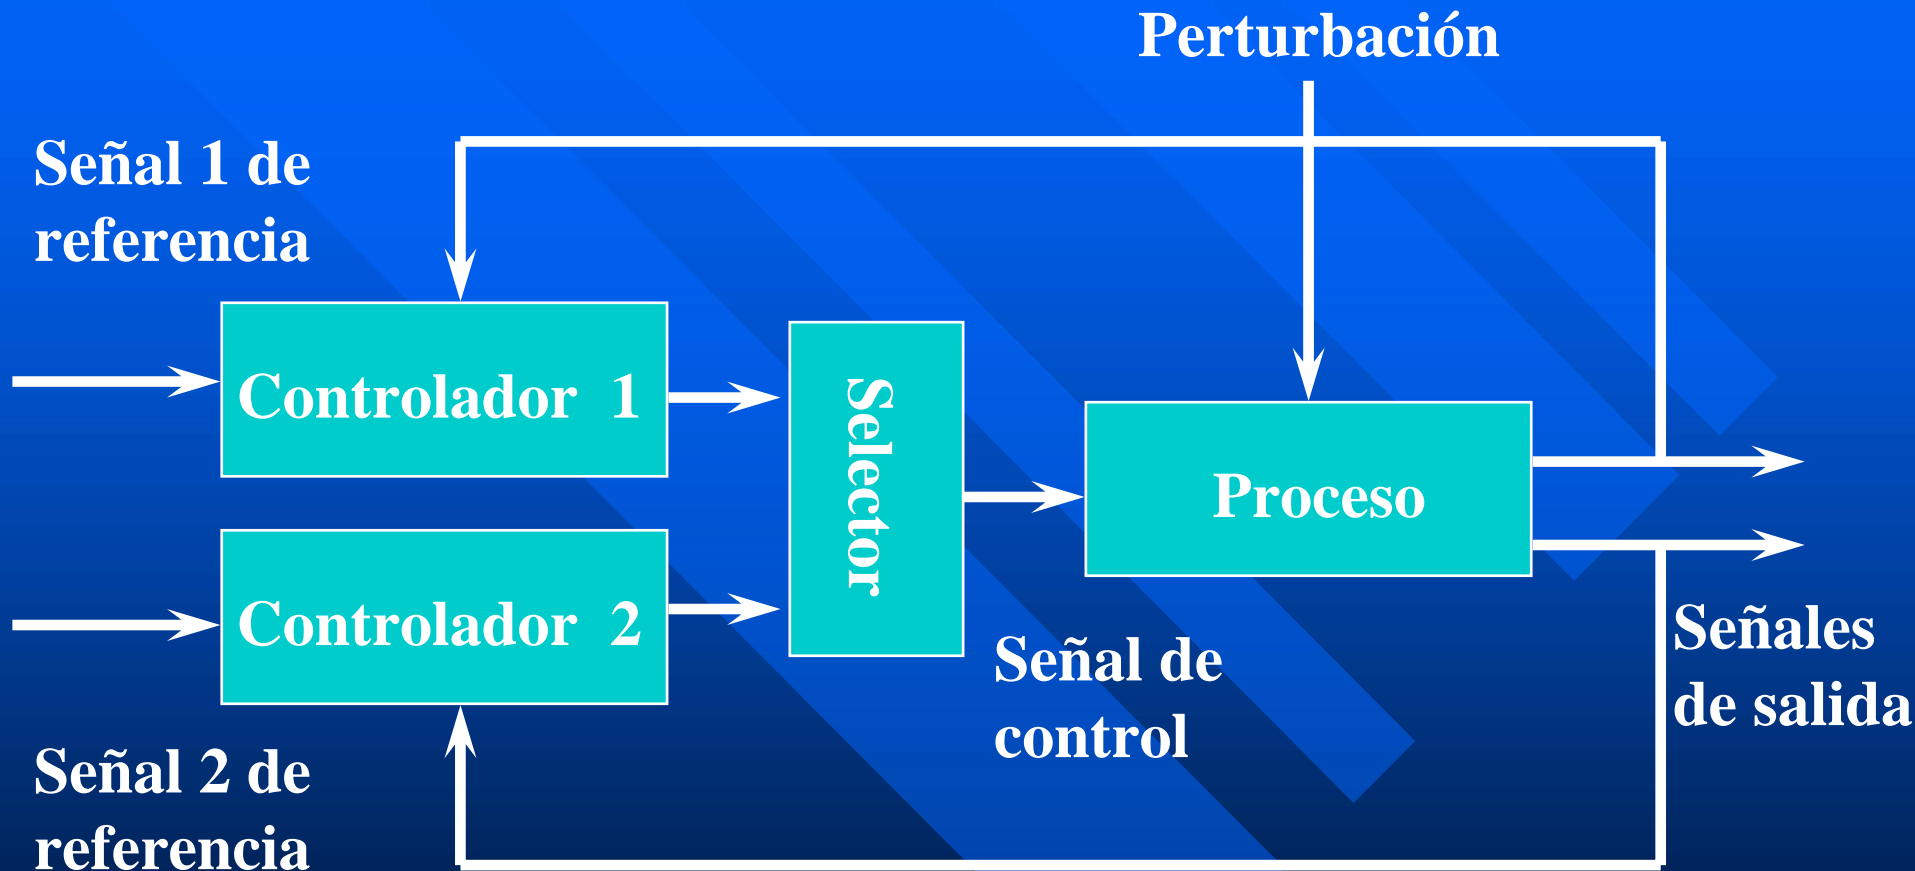 Perturbación
Señal 1 de
referencia
Controlador 1
Selector
Proceso
Controlador 2
Señal de
control
Señales
de salida
Señal 2 de
referencia